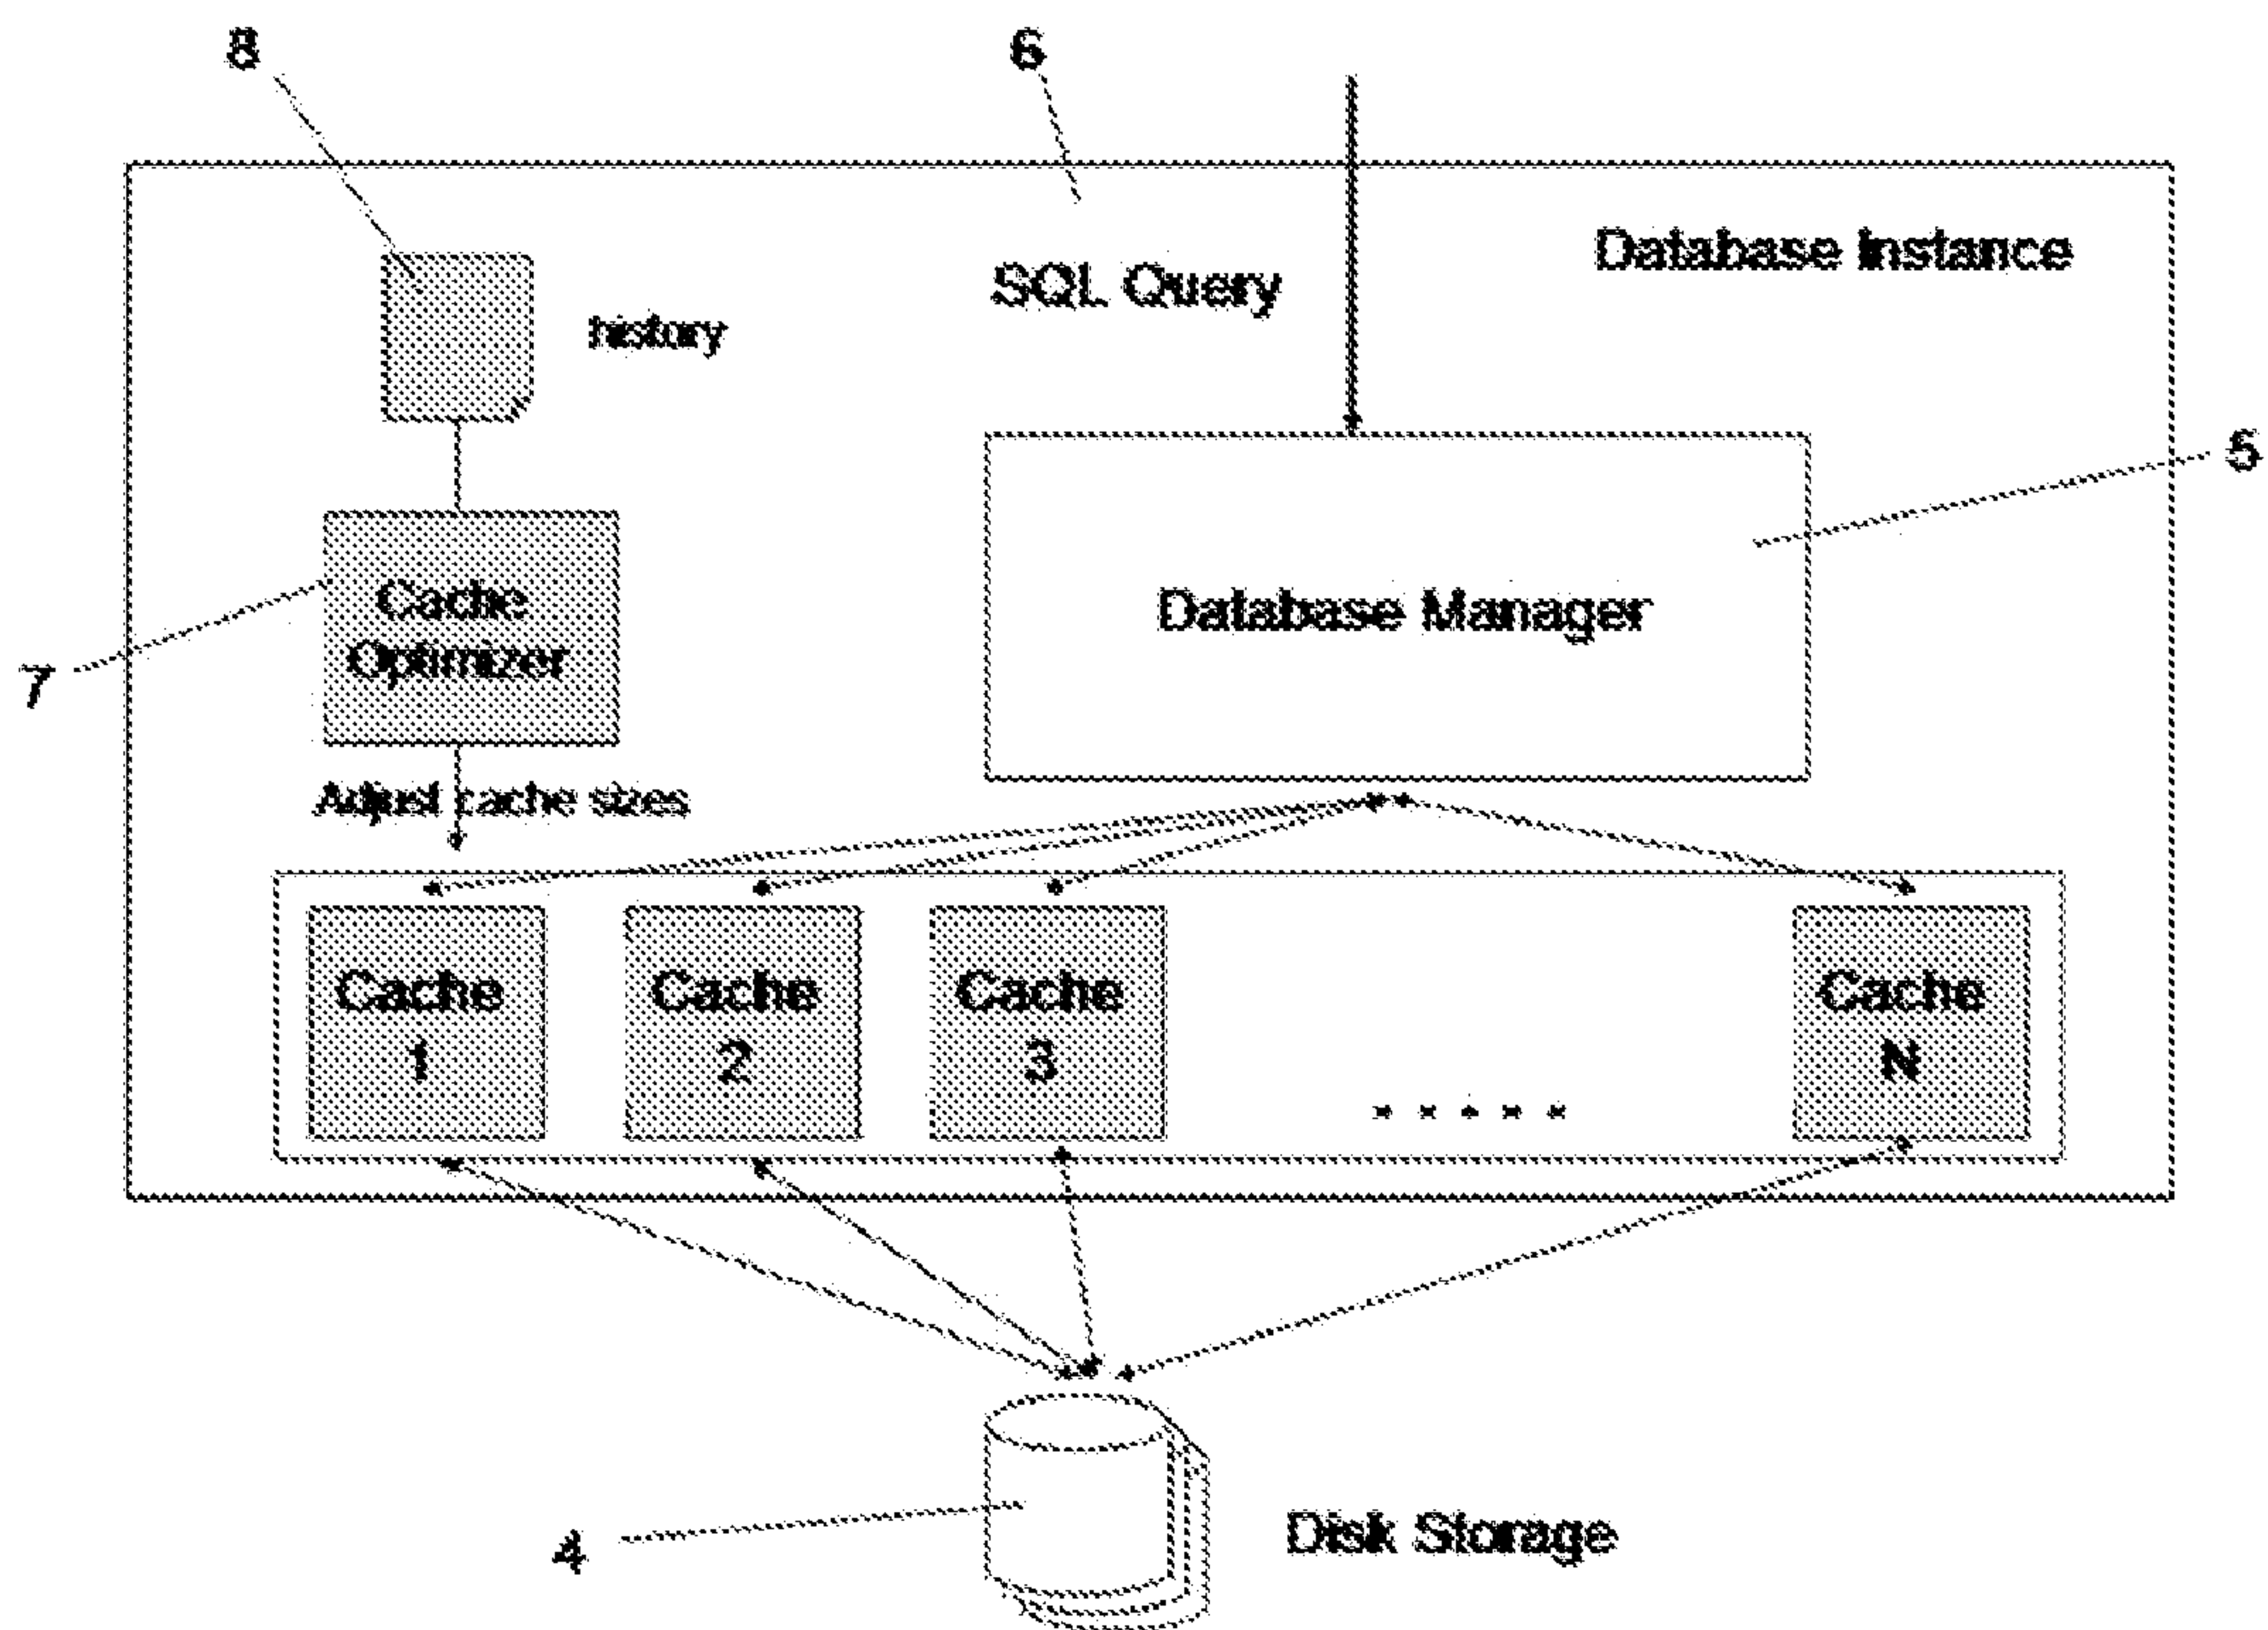 8
6
Database Instance
SQL Query
history
5
Cache
Optimizer
Database Manager
7
Adjust cache sizes
Cache
1
Cache
2
Cache
3
.....
Cache
N
4
Disk Storage